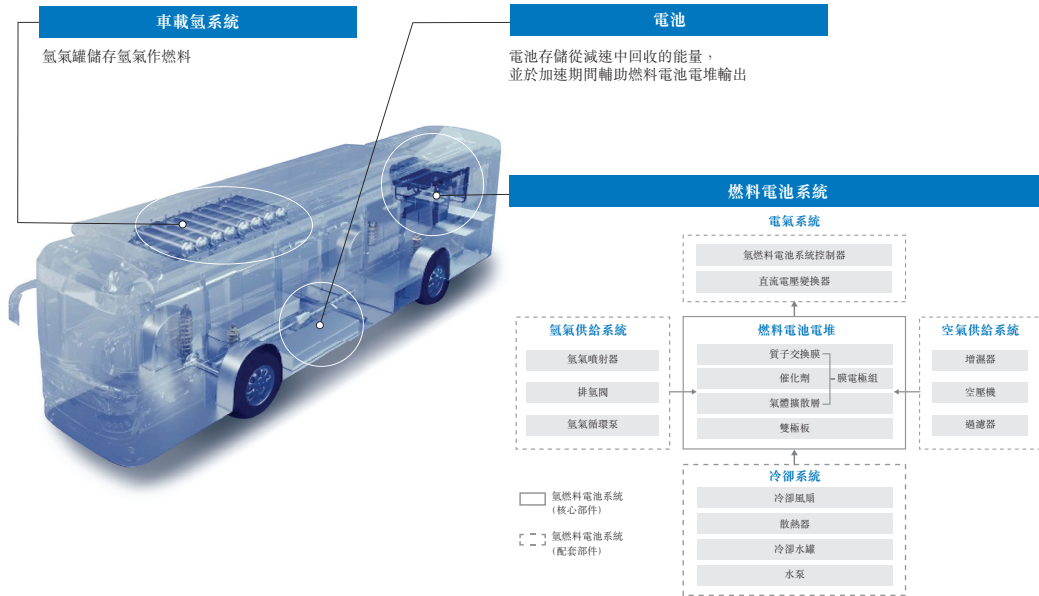 車載氫系統
氫氣罐儲存氫氣作燃料
電池
電池存儲從減速中回收的能量，
並於加速期間輔助燃料電池電堆輸出
燃料電池系統
電氣系統
氫燃料電池系統控制器
直流電壓變換器
氫氣供給系統
氫氣噴射器
排氫閥
氫氣循環泵
燃料電池電堆
質子交換膜
催化劑
膜電極組
氣體擴散層
雙極板
空氣供給系統
增濕器
空壓機
過濾器
冷卻系統
冷卻風扇
散熱器
冷卻水罐
水泵
氫燃料電池系統
(核心部件)
氫燃料電池系統
(配套部件)